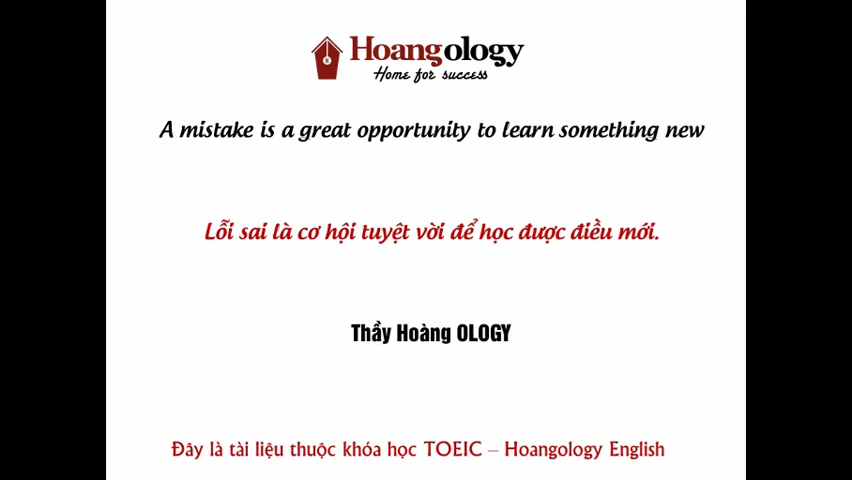 Hoangology
Home for success
A mistake is a great opportunity to learn something new
Lỗi sai là cơ hội tuyệt vời để học được điều mới.
Thầy Hoàng OLOGY
Đây là tài liệu thuộc khóa học TOEIC – Hoangology English